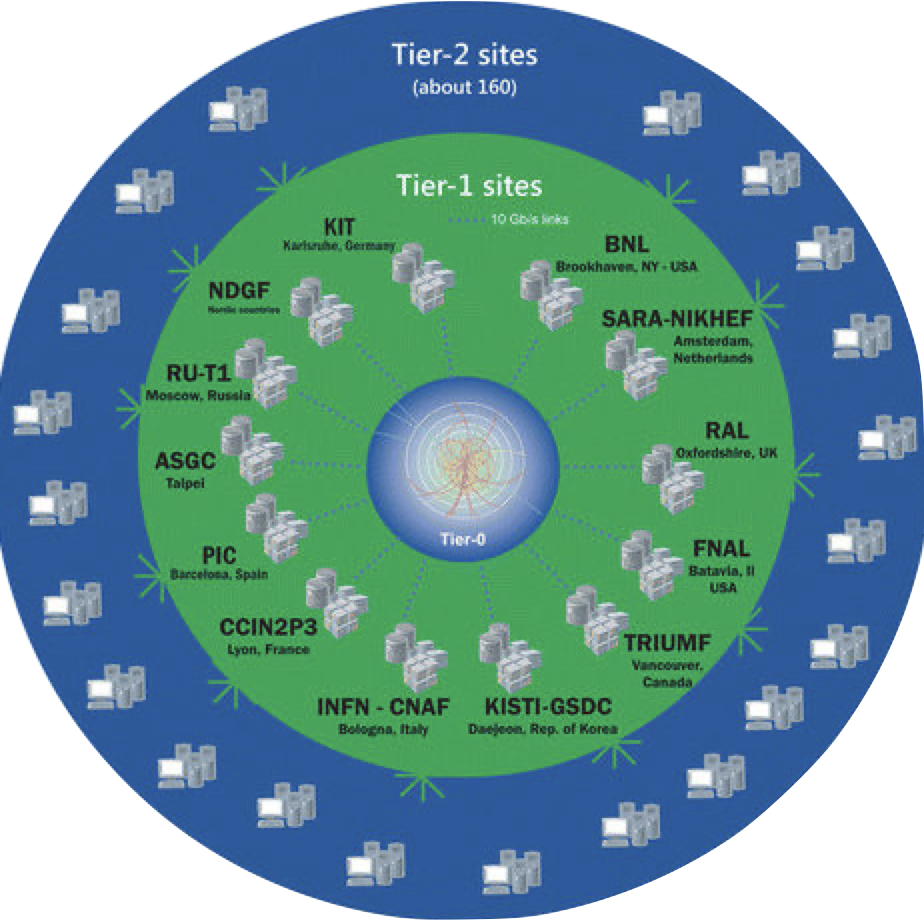 Tier-2 sites
(about 160)
Tier-1 sites
10 Gb/s links
KIT
Karlsruhe, Germany
BNL
Brookhaven, NY - USA
NDGF
Nordic countries
SARA-NIKHEF
Amsterdam,
Netherlands
RU-T1
Moscow, Russia
RAL
Oxfordshire, UK
ASGC
Taipei
Tier-0
PIC
Barcelona, Spain
FNAL
Batavia, Il
USA
CCIN2P3
Lyon, France
TRIUMF
Vancouver,
Canada
INFN - CNAF
Bologna, Italy
KISTI-GSDC
Daejeon, Rep. of Korea